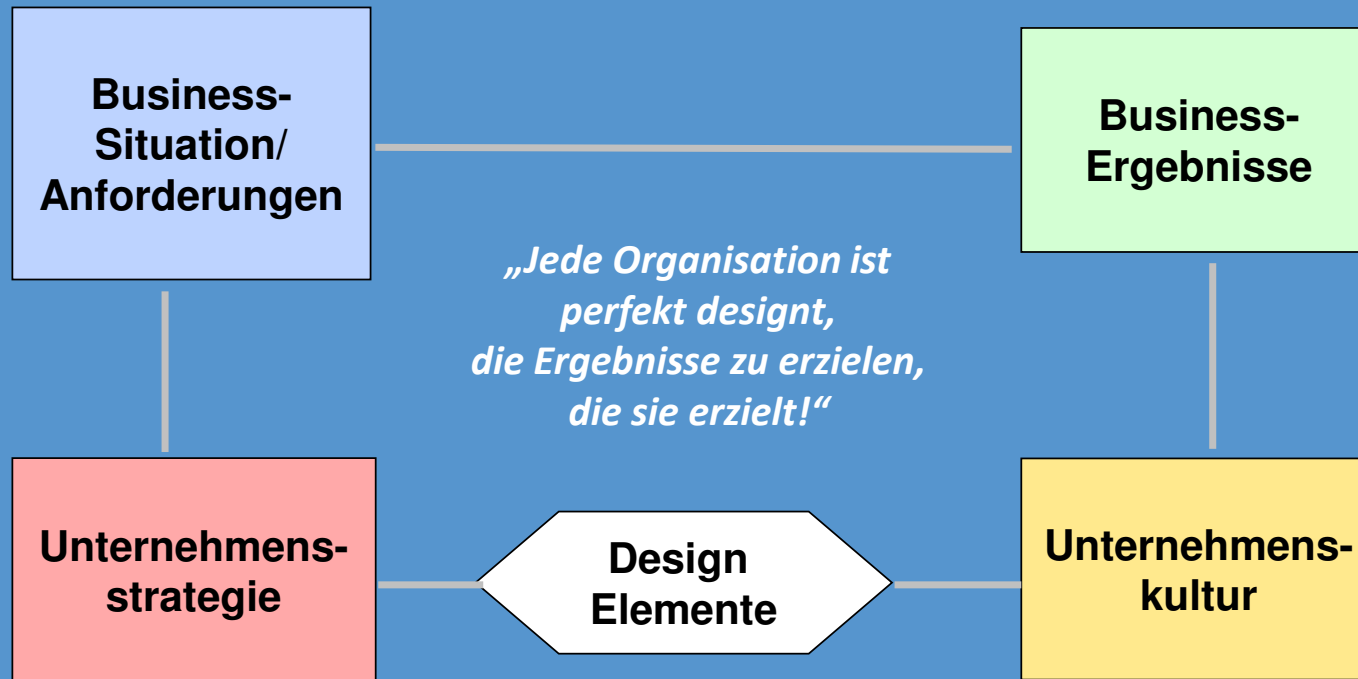 Business-
Situation/
Anforderungen
Business-
Ergebnisse
„Jede Organisation ist
perfekt designt,
die Ergebnisse zu erzielen,
die sie erzielt!“
Unternehmens-
strategie
Design
Elemente
Unternehmens-
kultur